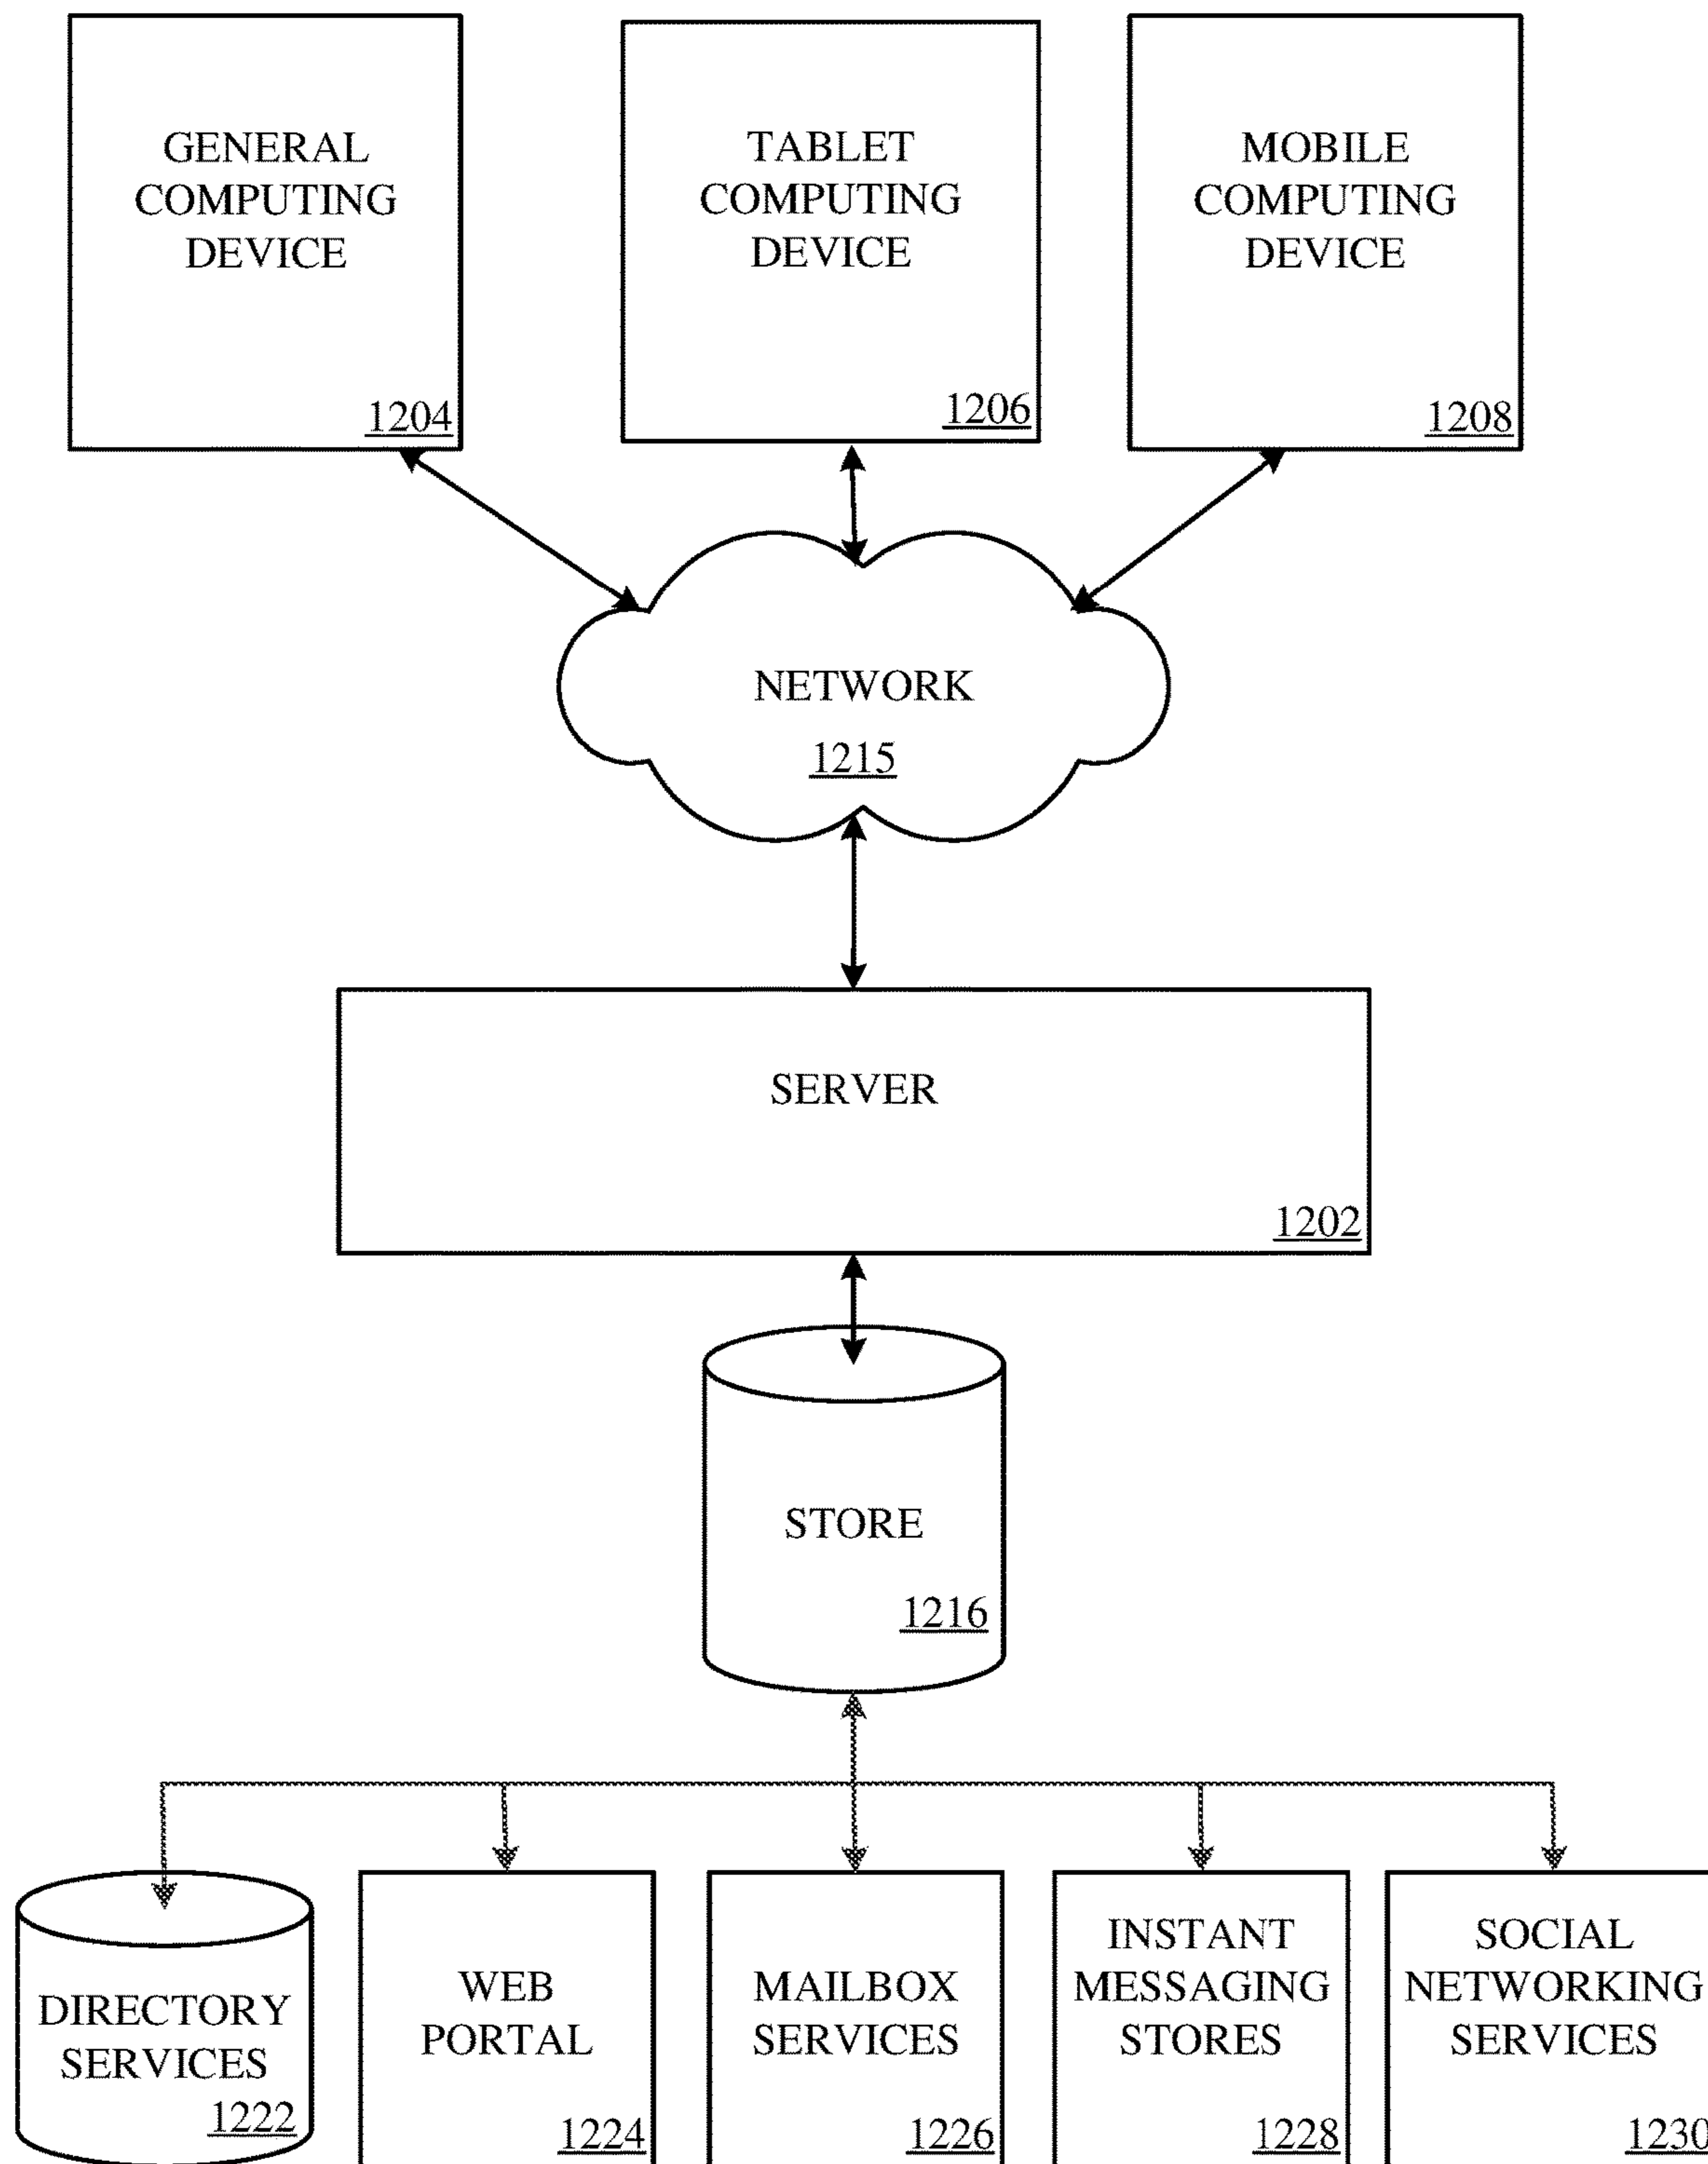 GENERAL
COMPUTING
DEVICE
1204
TABLET
COMPUTING
DEVICE
1206
MOBILE
COMPUTING
DEVICE
1208
NETWORK
1215
SERVER
1202
STORE
1216
DIRECTORY
SERVICES
1222
WEB
PORTAL
1224
MAILBOX
SERVICES
1226
INSTANT
MESSAGING
STORES
1228
SOCIAL
NETWORKING
SERVICES
1230